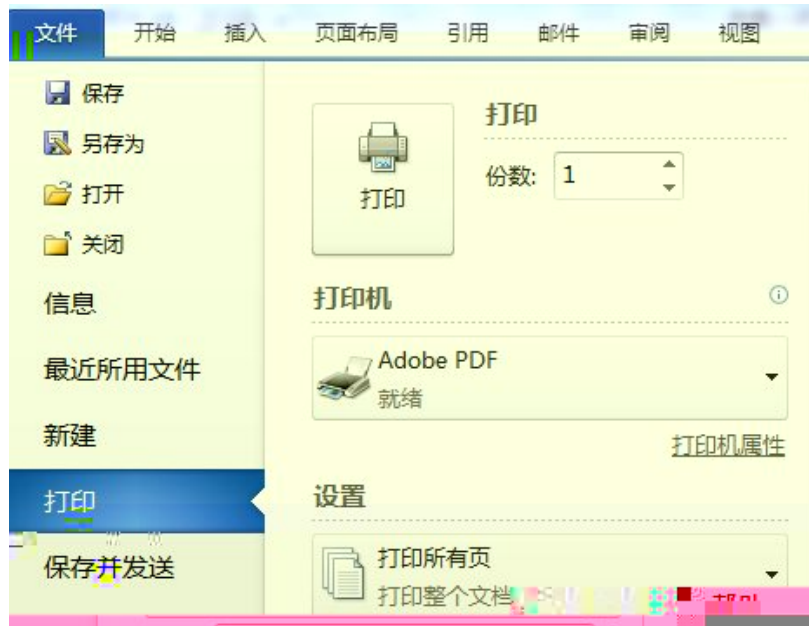 文件 开始 插入 页面布局 引用 邮件 审阅 视图
保存
另存为
打开
关闭
信息
最近所用文件
新建
打印
保存并发送
打印
打印
份数: 1
打印机
Adobe PDF
就绪
打印机属性
设置
打印所有页
打印整个文档